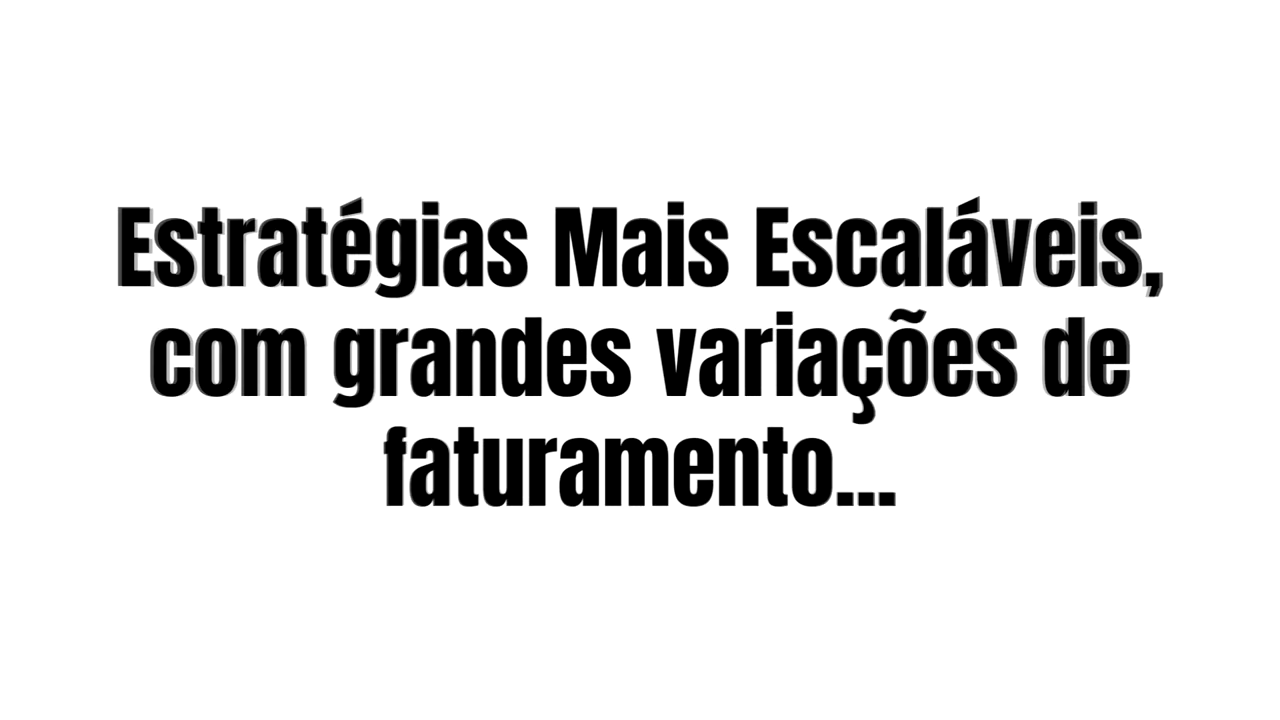 Estratégias Mais Escaláveis,
com grandes variações de
faturamento...